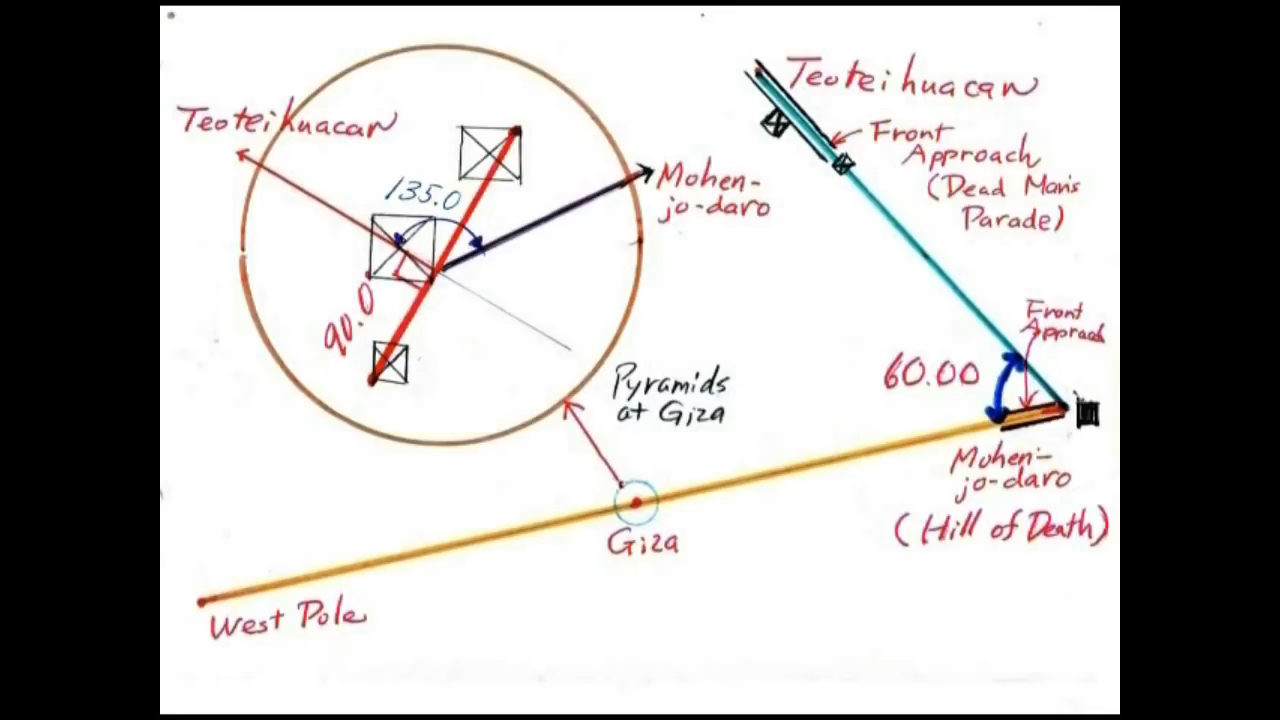 Teoteihuacan
135.0
Mohen-
jo-daro
90.0
Pyramids
at Giza
Teoteihuacan
Front
Approach
(Dead Man's
Parade)
Front
Approach
60.00
Mohen-
jo-daro
(Hill of Death)
Giza
West Pole